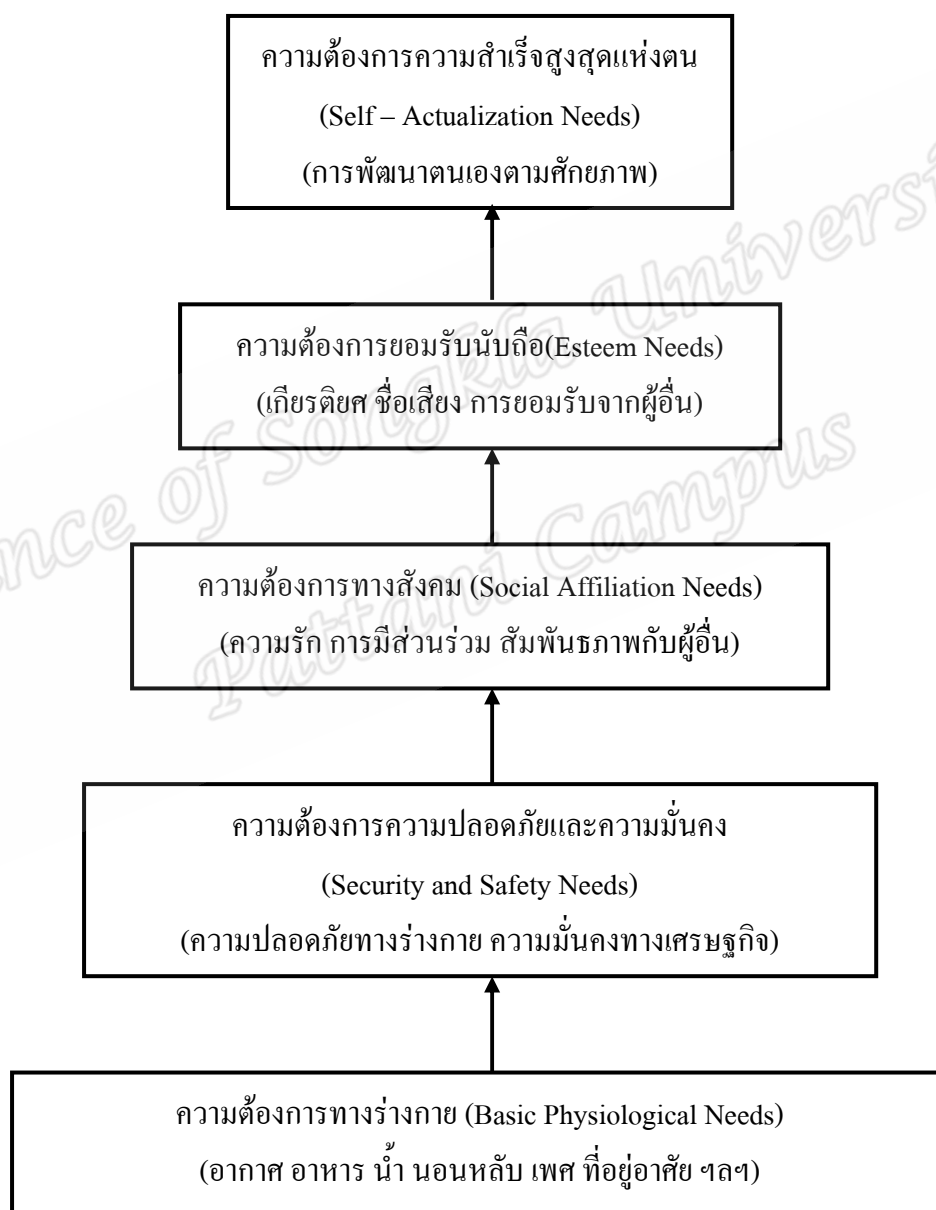 ความต้องการความสำเร็จสูงสุดแห่งตน
(Self – Actualization Needs)
(การพัฒนาตนเองตามศักยภาพ)
ความต้องการยอมรับนับถือ(Esteem Needs)
(เกียรติยศ ชื่อเสียง การยอมรับจากผู้อื่น)
ความต้องการทางสังคม (Social Affiliation Needs)
(ความรัก การมีส่วนร่วม สัมพันธภาพกับผู้อื่น)
ความต้องการความปลอดภัยและความมั่นคง
(Security and Safety Needs)
(ความปลอดภัยทางร่างกาย ความมั่นคงทางเศรษฐกิจ)
ความต้องการทางร่างกาย (Basic Physiological Needs)
(อากาศ อาหาร น้ำ นอนหลับ เพศ ที่อยู่อาศัย ฯลฯ)
of Songkla
Pattani Campus